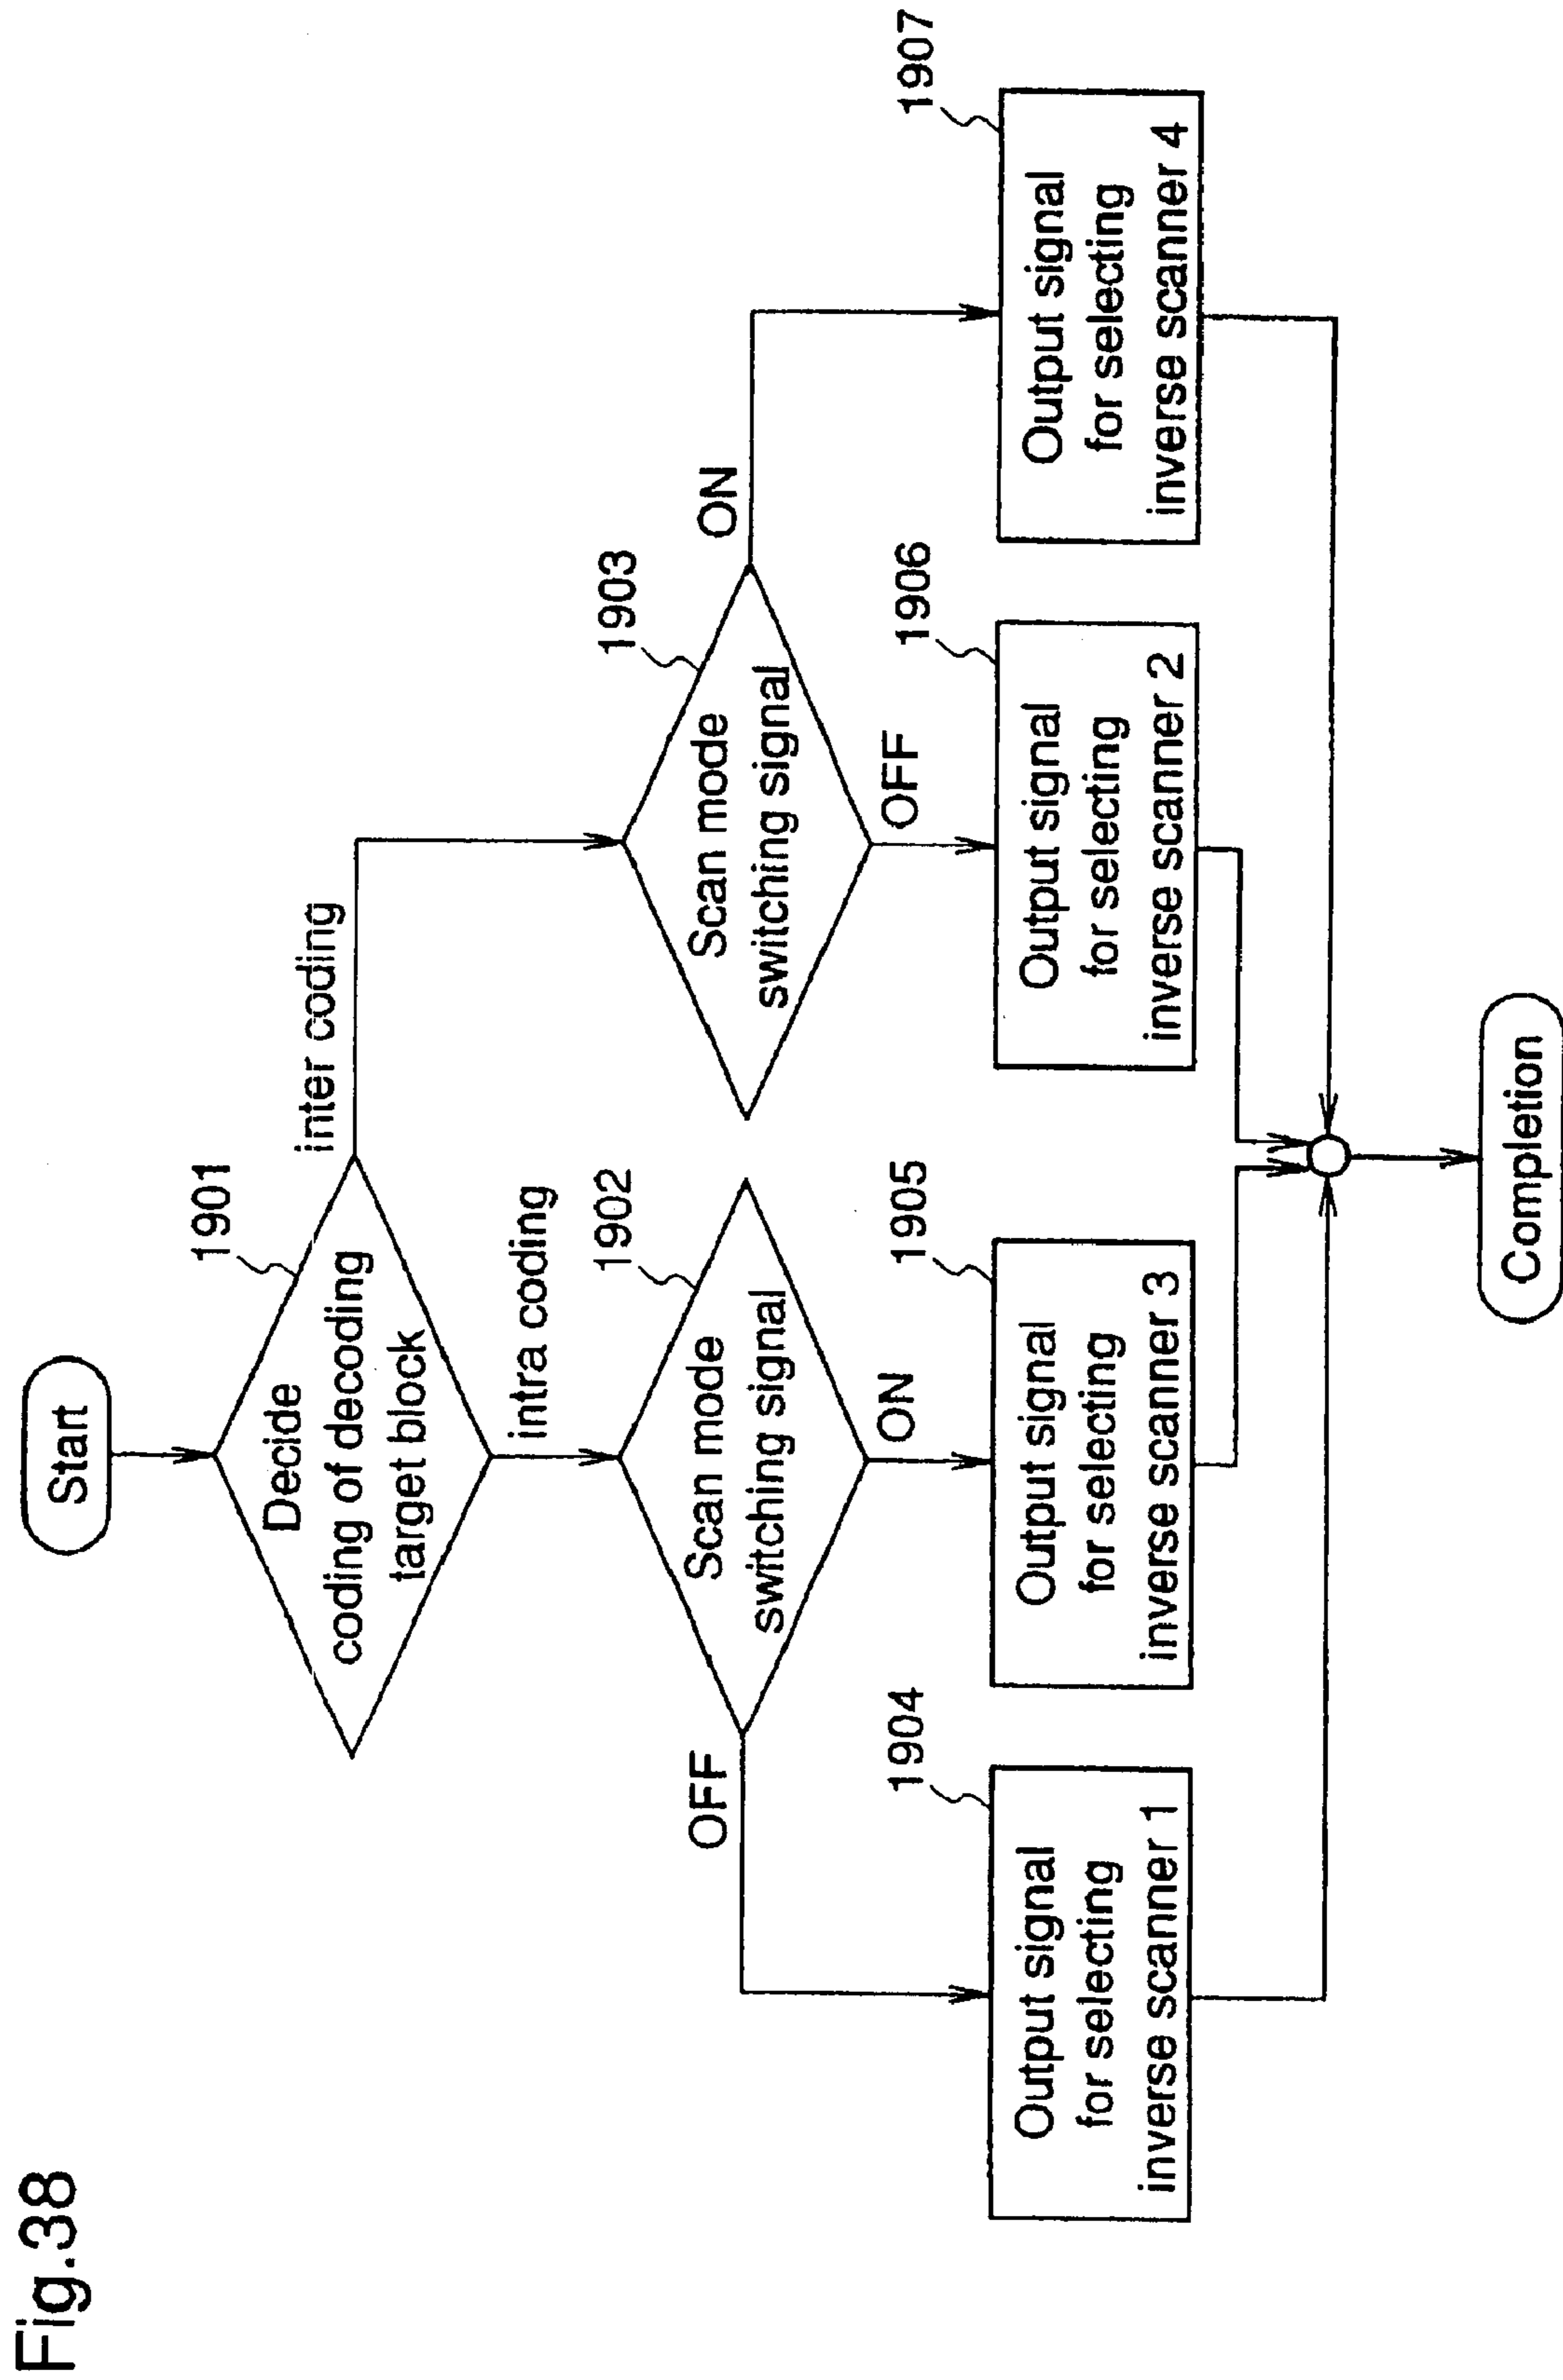 Fig.38
Start
1901
Decide
coding of decoding
target block
inter coding
intra coding
1902
Scan mode
switching signal
OFF
ON
1903
Scan mode
switching signal
OFF
ON
1904
Output signal
for selecting
inverse scanner 1
1905
Output signal
for selecting
inverse scanner 3
1906
Output signal
for selecting
inverse scanner 2
1907
Output signal
for selecting
inverse scanner 4
Completion